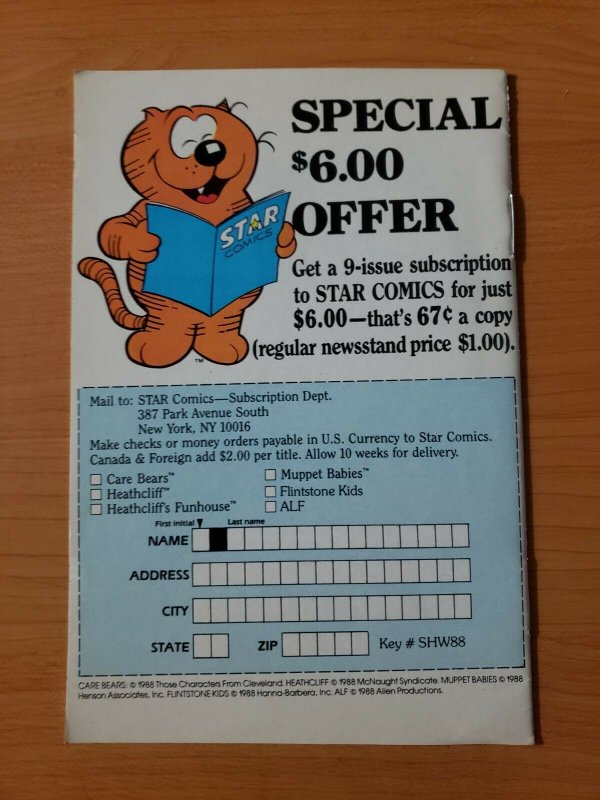 SPECIAL
$6.00
OFFER
STAR
COMICS
Get a 9-issue subscription
to STAR COMICS for just
$6.00—that's 67¢ a copy
(regular newsstand price $1.00).
TM
Mail to: STAR Comics—Subscription Dept.
387 Park Avenue South
New York, NY 10016
Make checks or money orders payable in U.S. Currency to Star Comics.
Canada & Foreign add $2.00 per title. Allow 10 weeks for delivery.
Care Bears™
Heathcliff™
Heathcliff's Funhouse™
Muppet Babies™
Flintstone Kids
ALF
First initial Last name
NAME
ADDRESS
CITY
STATE ZIP Key # SHW88
CARE BEARS: © 1988 Those Characters From Cleveland. HEATHCLIFF © 1988 McNaught Syndicate. MUPPET BABIES © 1988
Henson Associates, Inc. FLINTSTONE KIDS © 1988 Hanna-Barbera, Inc. ALF © 1988 Alien Productions.